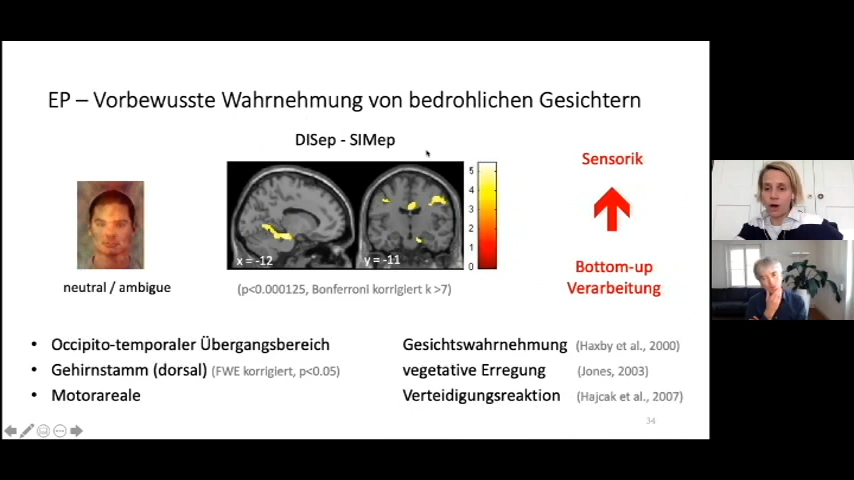 EP – Vorbewusste Wahrnehmung von bedrohlichen Gesichtern
DISep - SIMep
neutral / ambigue
x = -12
y = -11
5
4
3
2
1
0
(p<0.000125, Bonferroni korrigiert k >7)
Sensorik
Bottom-up
Verarbeitung
• Occipito-temporaler Übergangsbereich
Gesichtswahrnehmung (Haxby et al., 2000)
• Gehirnstamm (dorsal) (FWE korrigiert, p<0.05)
vegetative Erregung (Jones, 2003)
• Motorareale
Verteidigungsreaktion (Hajcak et al., 2007)
34